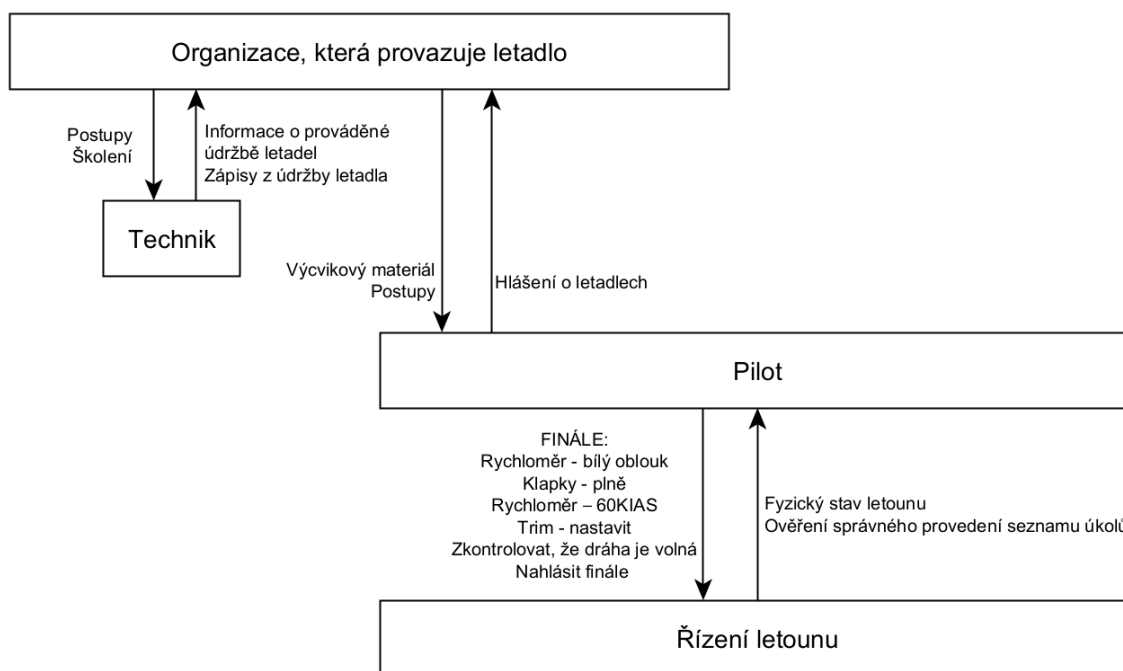 Organizace, která provazuje letadlo
Postupy
Školení
Informace o prováděné
údržbě letadel
Zápisy z údržby letadla
Technik
Výcvikový materiál
Postupy
Hlášení o letadlech
Pilot
FINÁLE:
Rychloměr - bílý oblouk
Klapky - plně
Rychloměr – 60KIAS
Trim - nastavit
Zkontrolovat, že dráha je volná
Nahlásit finále
Fyzický stav letounu
Ověření správného provedení seznamu úkolů
Řízení letounu